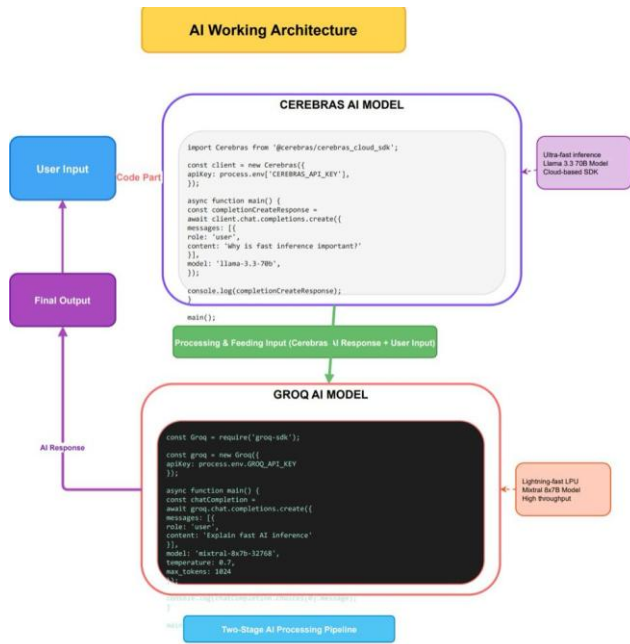 AI Working Architecture
CEREBRAS AI MODEL
import Cerebras from '@cerebras/cerebras_cloud_sdk';
const client = new Cerebras({
apiKey: process.env['CEREBRAS_API_KEY'],
});
async function main() {
const completionCreateResponse =
await client.chat.completions.create({
messages: [{
role: 'user',
content: 'Why is fast inference important?'
}],
model: 'llama-3.3-70b',
});
console.log(completionCreateResponse);
}
main();
User Input
Code Part
Ultra-fast inference
Llama 3.3 70B Model
Cloud-based SDK
Final Output
Processing & Feeding Input (Cerebras Response + User Input)
GROQ AI MODEL
const Groq = require('groq-sdk');
const groq = new Groq({
apiKey: process.env.GROQ_API_KEY
});
async function main() {
const chatCompletion =
await groq.chat.completions.create({
messages: [{
role: 'user',
content: 'Explain fast AI inference'
}],
model: 'mixtral-8x7b-32768',
temperature: 0.7,
max_tokens: 1024
});
}
AI Response
Lightning-fast LPU
Mixtral 8x7B Model
High throughput
Two-Stage AI Processing Pipeline